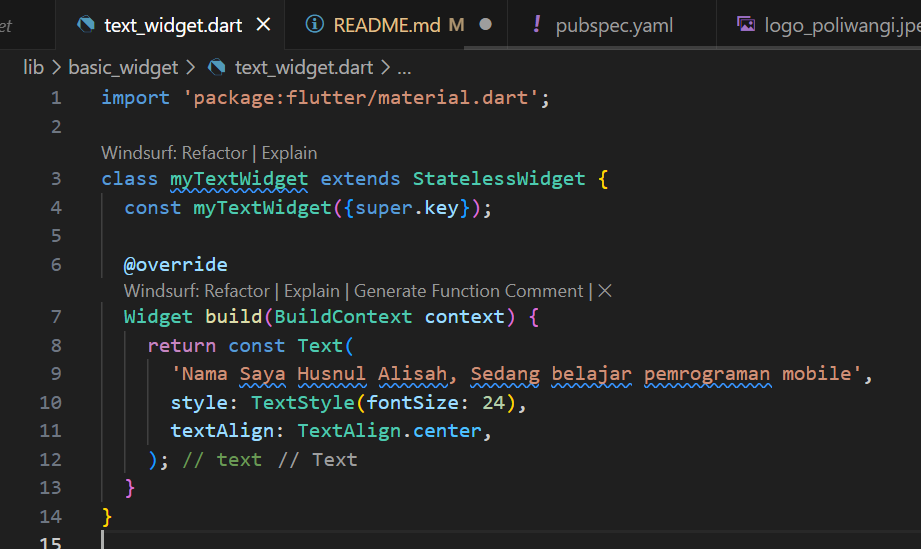 et text_widget.dart README.md M pubspec.yaml logo_poliwangi.jpe
lib > basic_widget > text_widget.dart > ...
1 import 'package:flutter/material.dart';
2
Windsurf: Refactor | Explain
3 class myTextWidget extends StatelessWidget {
4 const myTextWidget({super.key});
5
6 @override
Windsurf: Refactor | Explain | Generate Function Comment | ×
7 Widget build(BuildContext context) {
8 return const Text(
9 'Nama Saya Husnul Alisah, Sedang belajar pemrograman mobile',
10 style: TextStyle(fontSize: 24),
11 textAlign: TextAlign.center,
12 ); // text // Text
13 }
14 }
15